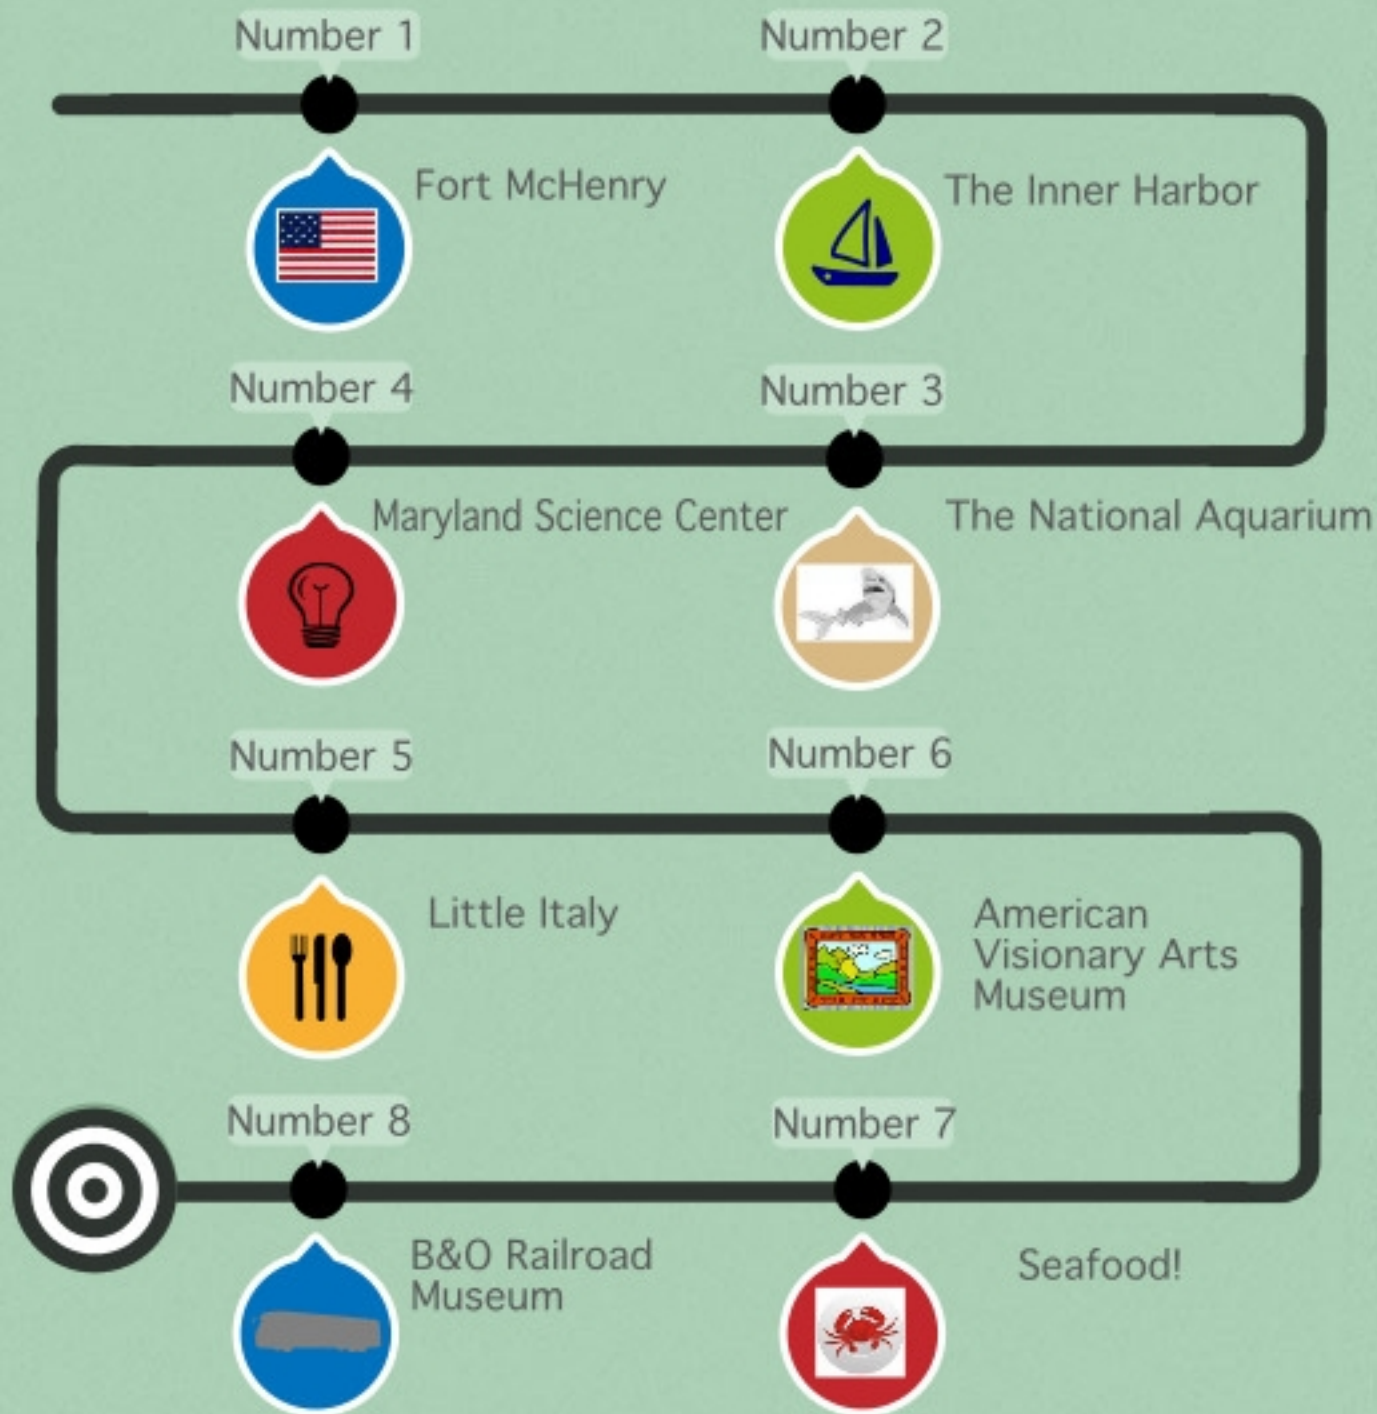 Number 1
Fort McHenry
Number 2
The Inner Harbor
Number 3
The National Aquarium
Number 4
Maryland Science Center
Number 5
Little Italy
Number 6
American
Visionary Arts
Museum
Number 7
Seafood!
Number 8
B&O Railroad
Museum